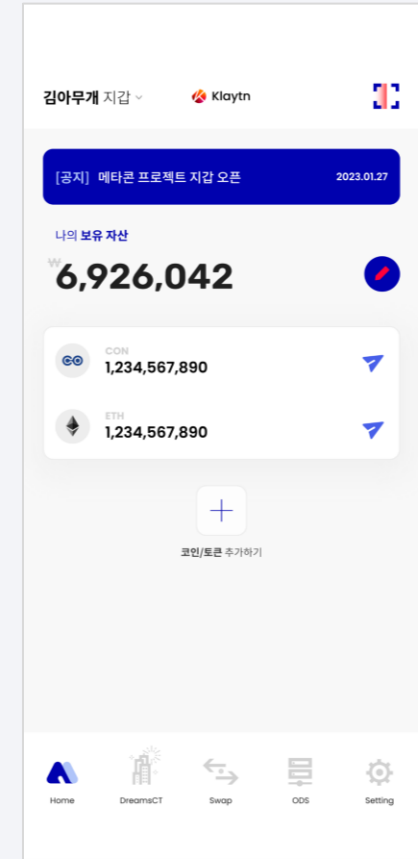 김아무개 지갑
Klaytn
[공지] 메타콘 프로젝트 지갑 오픈 2023.01.27
나의 보유 자산
₩6,926,042
CON
1,234,567,890
ETH
1,234,567,890
코인/토큰 추가하기
Home DreamsCT Swap ODS Setting